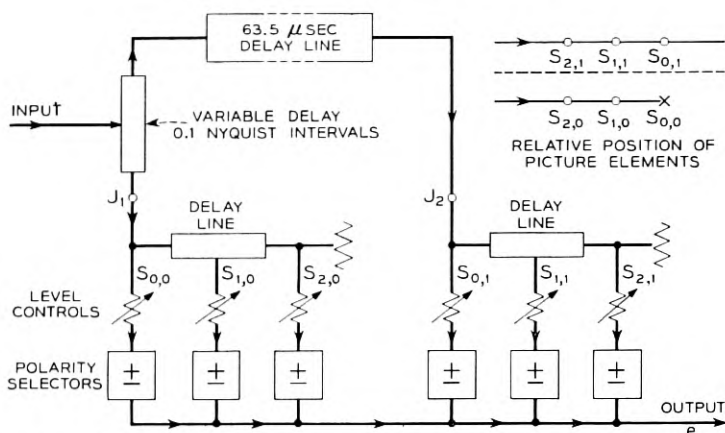 63.5 μSEC
DELAY LINE
S2,1 S1,1 S0,1
INPUT
VARIABLE DELAY
0.1 NYQUIST INTERVALS
S2,0 S1,0 S0,0
RELATIVE POSITION OF
PICTURE ELEMENTS
J1
DELAY
LINE
J2
DELAY
LINE
S0,0 S1,0 S2,0
S0,1 S1,1 S2,1
LEVEL
CONTROLS
POLARITY
SELECTORS
± ± ± ± ± ±
OUTPUT
e